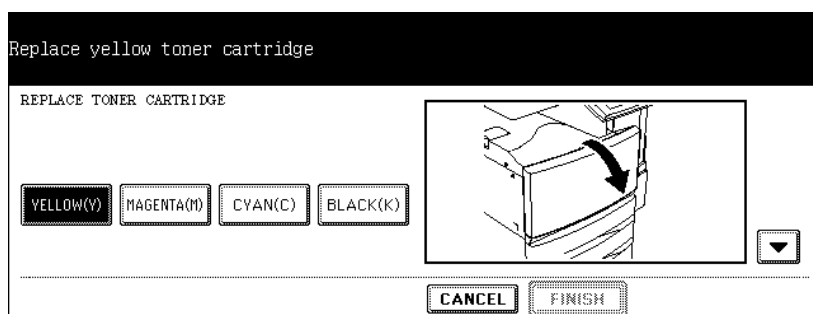 Replace yellow toner cartridge
REPLACE TONER CARTRIDGE
YELLOW(Y) MAGENTA(M) CYAN(C) BLACK(K)
CANCEL FINISH